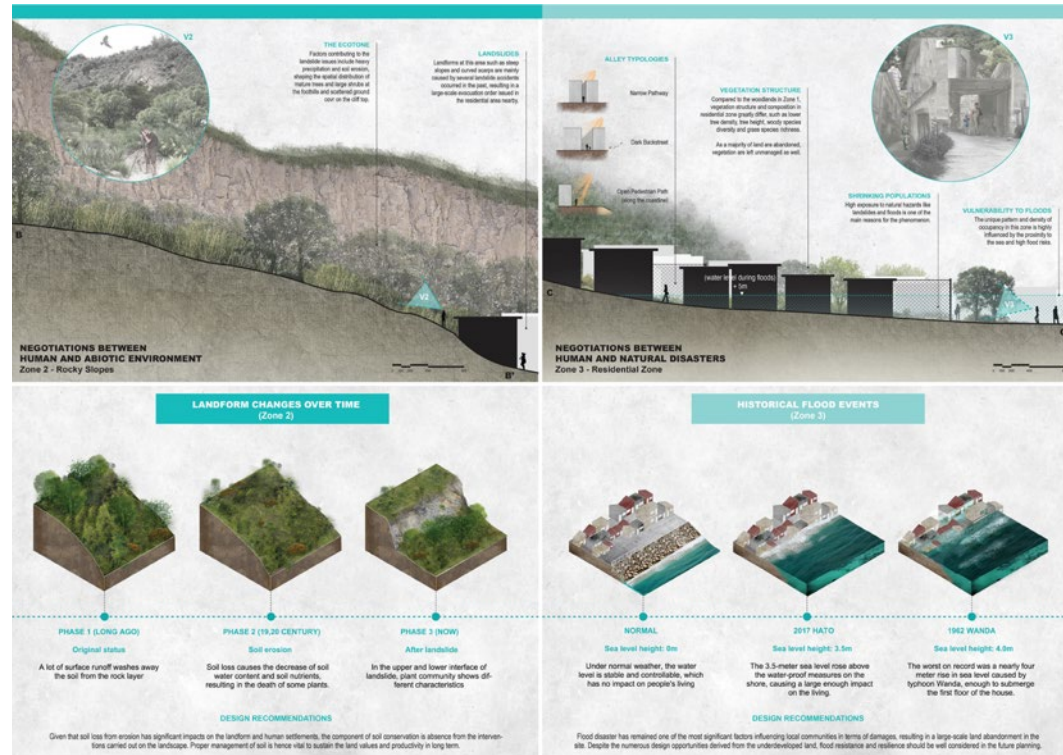 V2
THE ECOTONE
Factors contributing to the
landslide issues include heavy
precipitation and soil erosion,
shaping the spatial distribution of
mature trees and large shrubs at
the foothills and scattered ground
cover on the cliff top.
LANDSLIDES
Landforms at this area such as steep
slopes and curved scarps are mainly
caused by several landslide accidents
occurred in the past, resulting in a
large-scale evacuation order issued in
the residential area nearby.
B
V2
B'
NEGOTIATIONS BETWEEN
HUMAN AND ABIOTIC ENVIRONMENT
Zone 2 - Rocky Slopes
ALLEY TYPOLOGIES
Narrow Pathway
Dark Backstreet
Open Pedestrian Path
(along the coastline)
VEGETATION STRUCTURE
Compared to the woodlands in Zone 1,
vegetation structure and composition in
residential zone greatly differ, such as lower
tree density, tree height, woody species
diversity and grass species richness.
As a majority of land are abandoned,
vegetation are left unmanaged as well.
V3
SHRINKING POPULATIONS
High exposure to natural hazards like
landslides and floods is one of the
main reasons for the phenomenon.
VULNERABILITY TO FLOODS
The unique pattern and density of
occupancy in this zone is highly
influenced by the proximity to
the sea and high flood risks.
(water level during floods)
+ 5m
C
V3
NEGOTIATIONS BETWEEN
HUMAN AND NATURAL DISASTERS
Zone 3 - Residential Zone
LANDFORM CHANGES OVER TIME
(Zone 2)
PHASE 1 (LONG AGO)
Original status
A lot of surface runoff washes away
the soil from the rock layer
PHASE 2 (19,20 CENTURY)
Soil erosion
Soil loss causes the decrease of soil
water content and soil nutrients,
resulting in the death of some plants.
PHASE 3 (NOW)
After landslide
In the upper and lower interface of
landslide, plant community shows dif-
ferent characteristics
DESIGN RECOMMENDATIONS
Given that soil loss from erosion has significant impacts on the landform and human settlements, the component of soil conservation is absence from the interven-
tions carried out on the landscape. Proper management of soil is hence vital to sustain the land values and productivity in long term.
HISTORICAL FLOOD EVENTS
(Zone 3)
NORMAL
Sea level height: 0m
Under normal weather, the water
level is stable and controllable, which
has no impact on people's living
2017 HATO
Sea level height: 3.5m
The 3.5-meter sea level rose above
the water-proof measures on the
shore, causing a large enough impact
on the living.
1962 WANDA
Sea level height: 4.0m
The worst on record was a nearly four
meter rise in sea level caused by
typhoon Wanda, enough to submerge
the first floor of the house.
DESIGN RECOMMENDATIONS
Flood disaster has remained one of the most significant factors influencing local communities in terms of damages, resulting in a large-scale land abandonment in the
site. Despite the numerous design opportunities derived from the underdeveloped land, flood resistance and resilience should be well considered in the future planning.